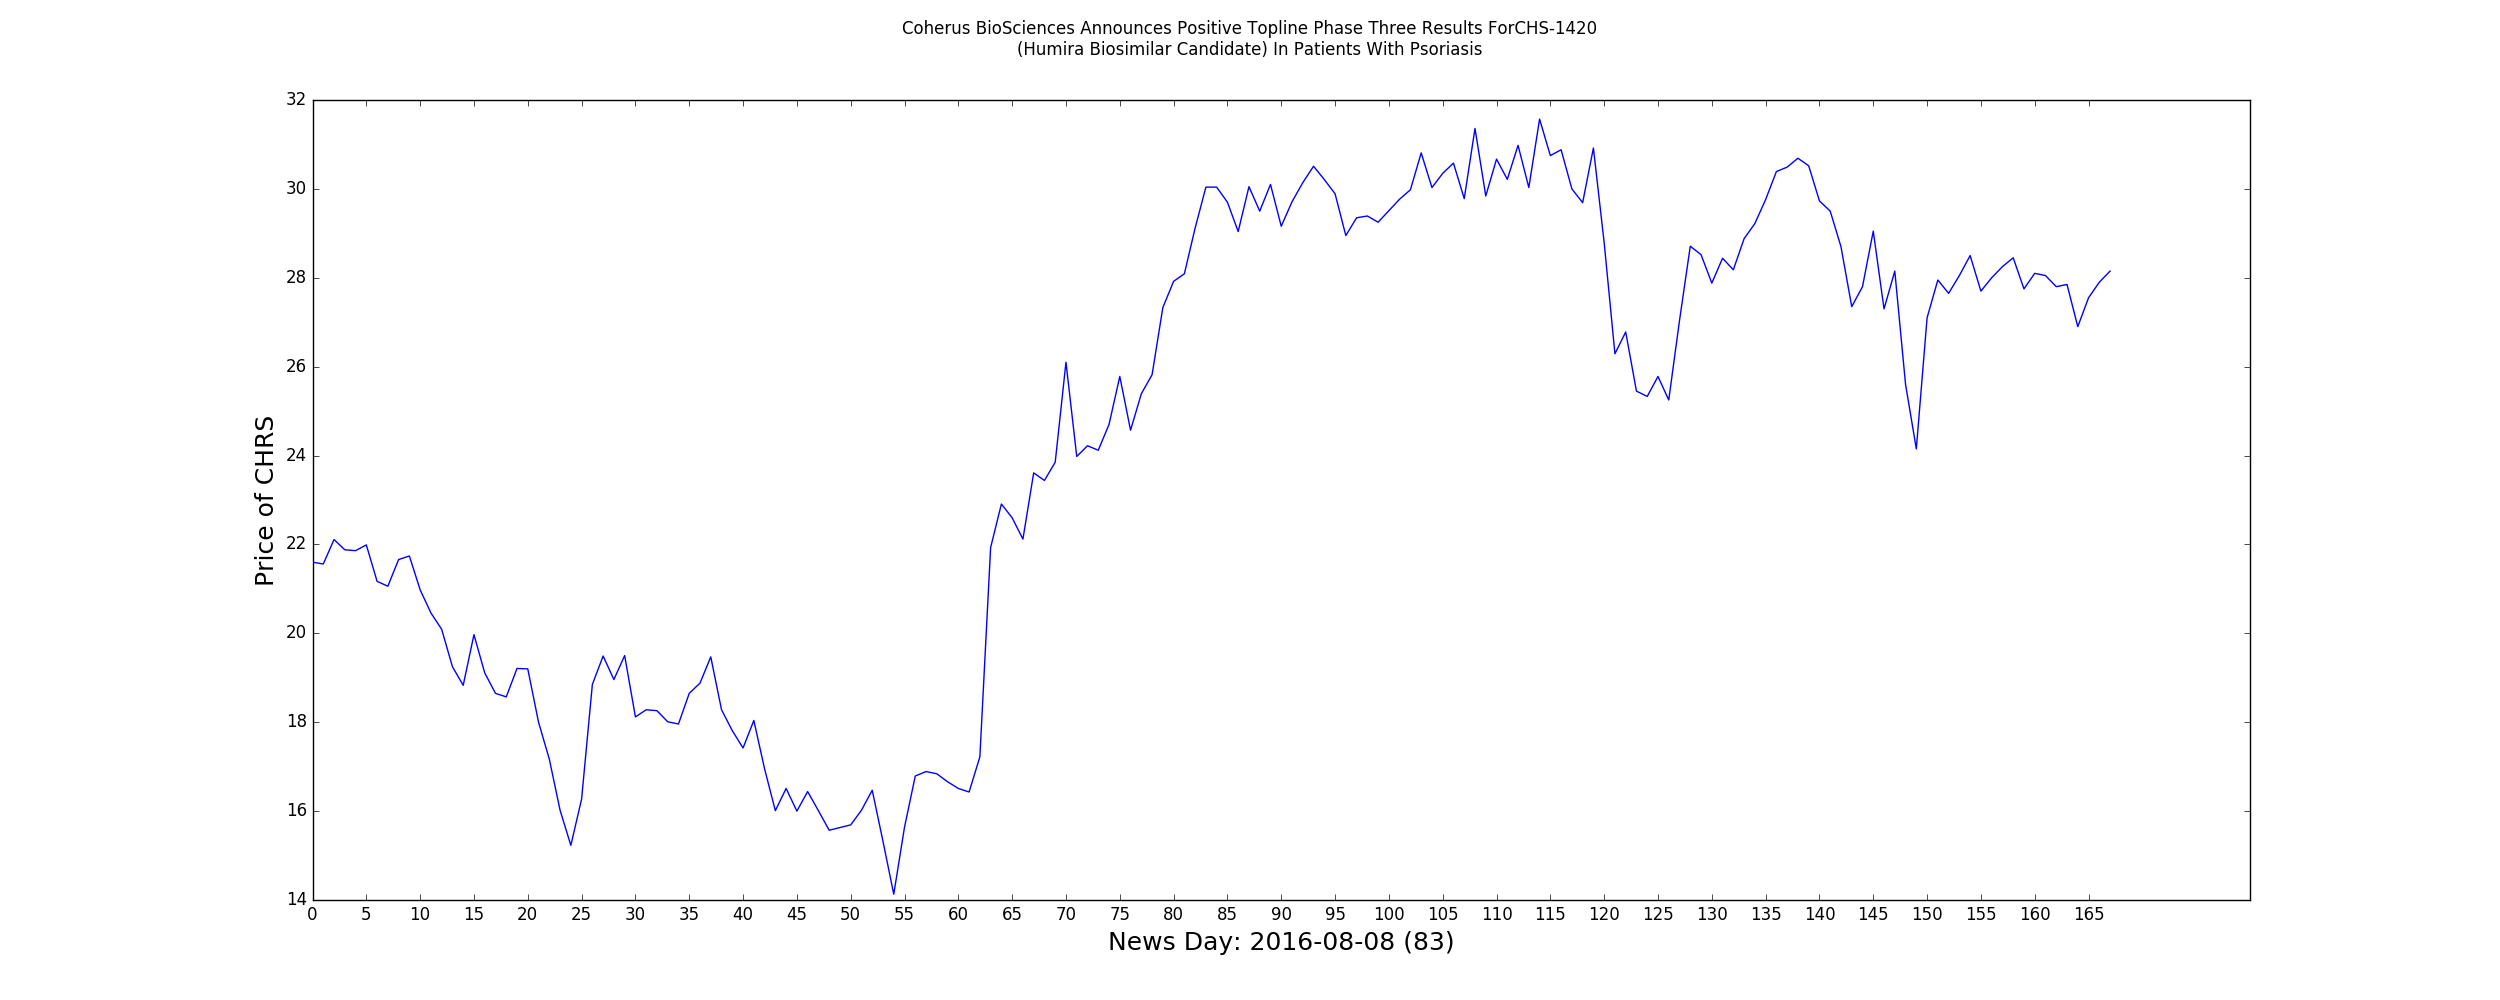 Coherus BioSciences Announces Positive Topline Phase Three Results ForCHS-1420
(Humira Biosimilar Candidate) In Patients With Psoriasis
32
30
28
26
24
22
20
18
16
14
Price of CHRS
0 5 10 15 20 25 30 35 40 45 50 55 60 65 70 75 80 85 90 95 100 105 110 115 120 125 130 135 140 145 150 155 160 165
News Day: 2016-08-08 (83)